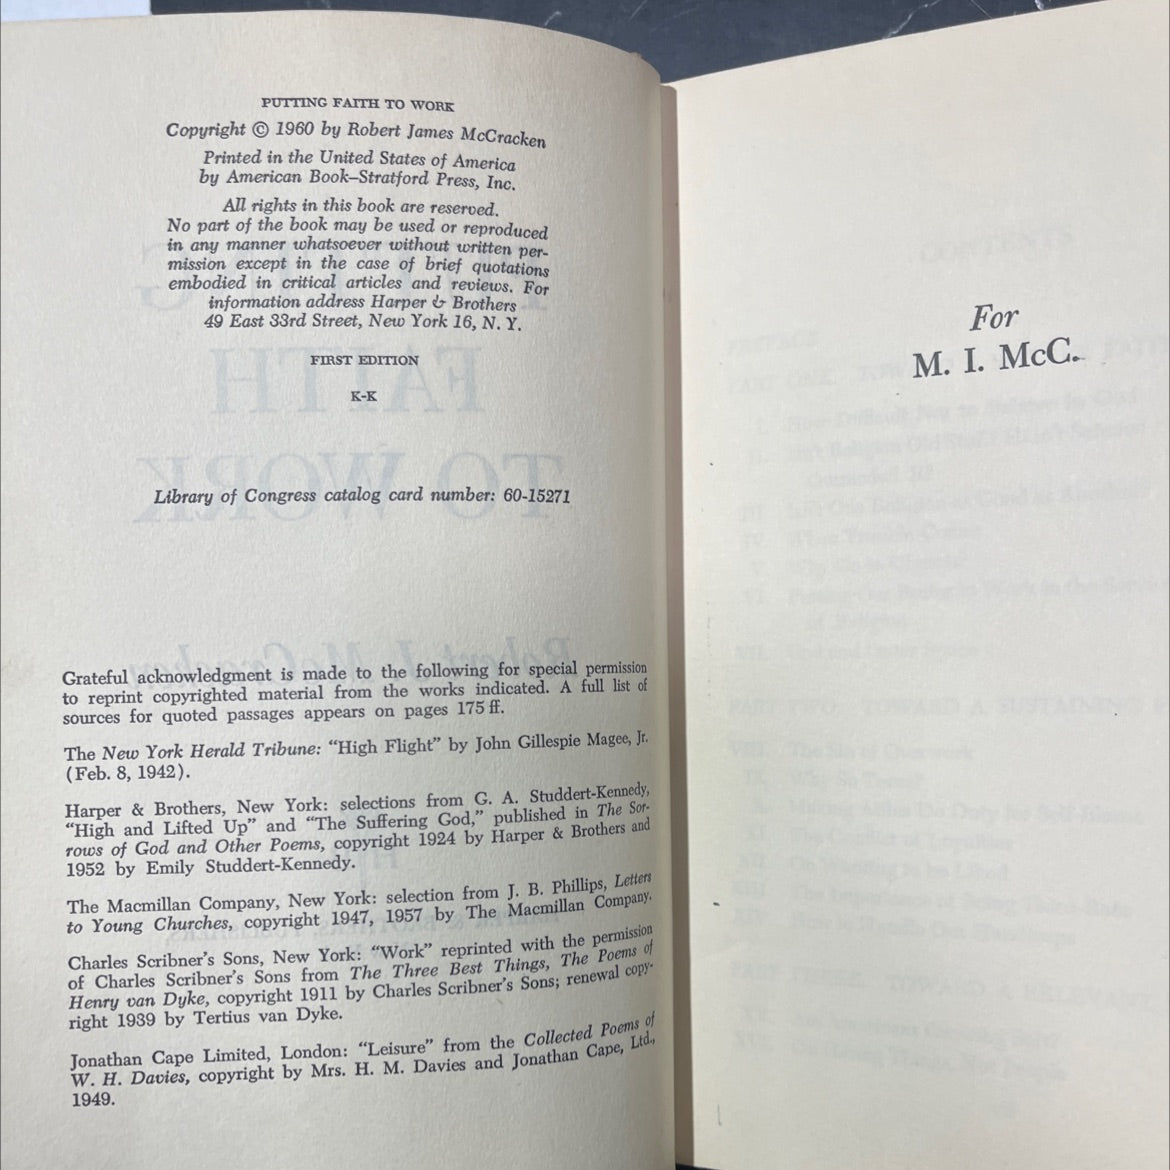 PUTTING FAITH TO WORK
Copyright © 1960 by Robert James McCracken
Printed in the United States of America
by American Book–Stratford Press, Inc.
All rights in this book are reserved.
No part of the book may be used or reproduced
in any manner whatsoever without written per-
mission except in the case of brief quotations
embodied in critical articles and reviews. For
information address Harper & Brothers
49 East 33rd Street, New York 16, N. Y.
FIRST EDITION
K-K
Library of Congress catalog card number: 60-15271
Grateful acknowledgment is made to the following for special permission
to reprint copyrighted material from the works indicated. A full list of
sources for quoted passages appears on pages 175 ff.
The New York Herald Tribune: “High Flight” by John Gillespie Magee, Jr.
(Feb. 8, 1942).
Harper & Brothers, New York: selections from G. A. Studdert-Kennedy,
“High and Lifted Up” and “The Suffering God,” published in The Sor-
rows of God and Other Poems, copyright 1924 by Harper & Brothers and
1952 by Emily Studdert-Kennedy.
The Macmillan Company, New York: selection from J. B. Phillips, Letters
to Young Churches, copyright 1947, 1957 by The Macmillan Company.
Charles Scribner's Sons, New York: “Work” reprinted with the permission
of Charles Scribner's Sons from The Three Best Things, The Poems of
Henry van Dyke, copyright 1911 by Charles Scribner's Sons; renewal copy-
right 1939 by Tertius van Dyke.
Jonathan Cape Limited, London: “Leisure” from the Collected Poems of
W. H. Davies, copyright by Mrs. H. M. Davies and Jonathan Cape, Ltd.,
1949.
For
M. I. McC.